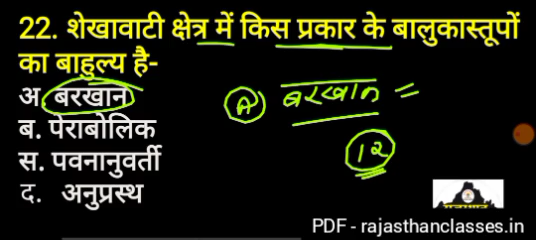 22. शेखावाटी क्षेत्र में किस प्रकार के बालुकास्तूपों
का बाहुल्य है-
अ. बरखान
ब. पेराबोलिक
स. पवनानुवर्ती
द. अनुप्रस्थ
A बरखान =
12
PDF - rajasthanclasses.in